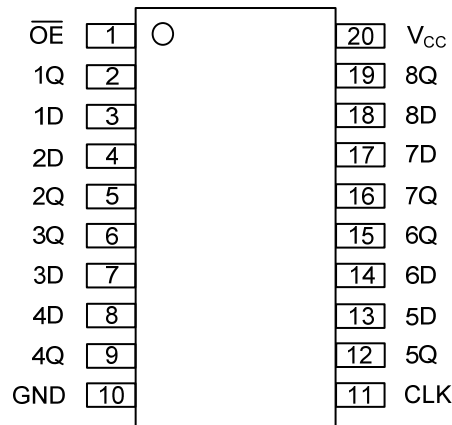 O̅E̅ 1 20 VCC
1Q 2 19 8Q
1D 3 18 8D
2D 4 17 7D
2Q 5 16 7Q
3Q 6 15 6Q
3D 7 14 6D
4D 8 13 5D
4Q 9 12 5Q
GND 10 11 CLK